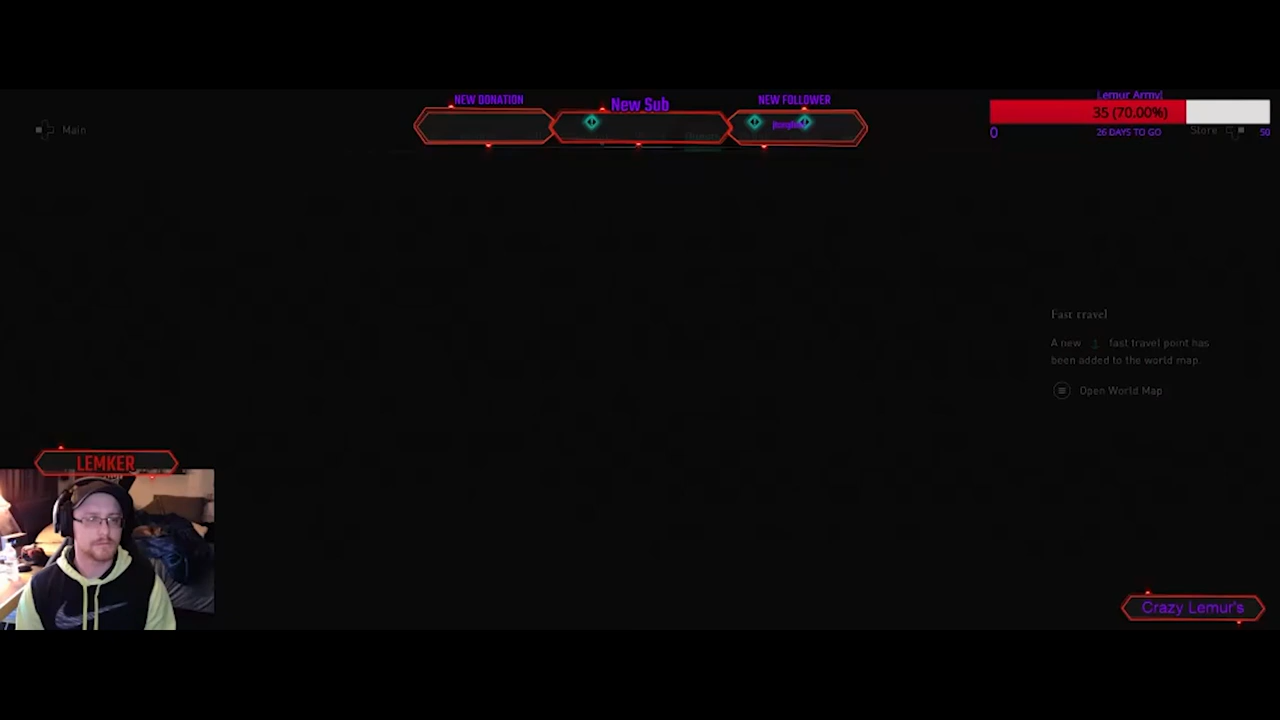 NEW DONATION
New Sub
NEW FOLLOWER
Lemur Army!
35 (70.00%)
0
26 DAYS TO GO
50
Main
Store
Fast travel
A new fast travel point has
been added to the world map.
Open World Map
LEMKER
Crazy Lemur's